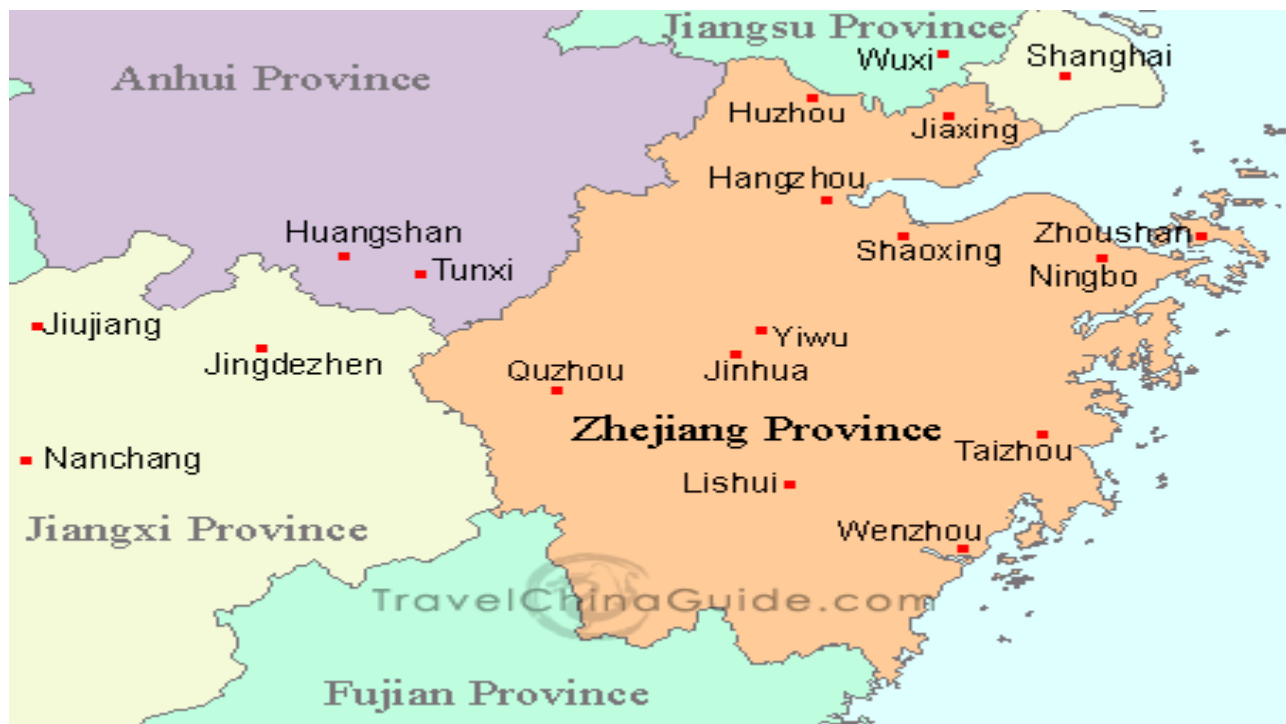 Jiangsu Province
Wuxi
Shanghai
Anhui Province
Huzhou
Jiaxing
Hangzhou
Huangshan
Shaoxing
Zhoushan
Tunxi
Ningbo
Jiujiang
Yiwu
Jingdezhen
Quzhou
Jinhua
Zhejiang Province
Taizhou
Nanchang
Lishui
Jiangxi Province
Wenzhou
TravelChinaGuide.com
Fujian Province